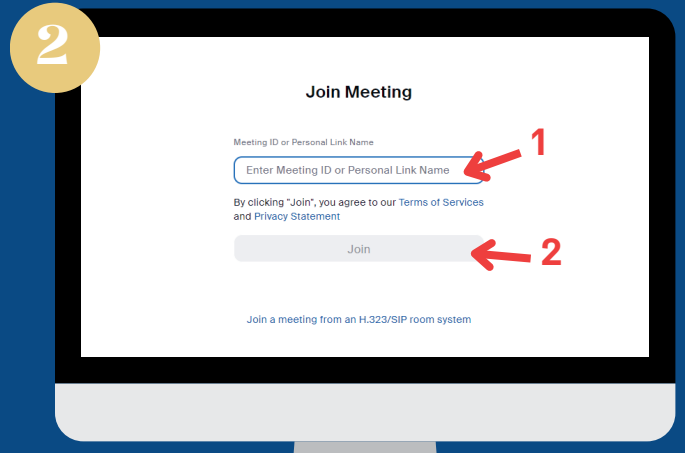 2
Join Meeting
Meeting ID or Personal Link Name
1
Enter Meeting ID or Personal Link Name
By clicking "Join", you agree to our Terms of Services
and Privacy Statement
Join
2
Join a meeting from an H.323/SIP room system